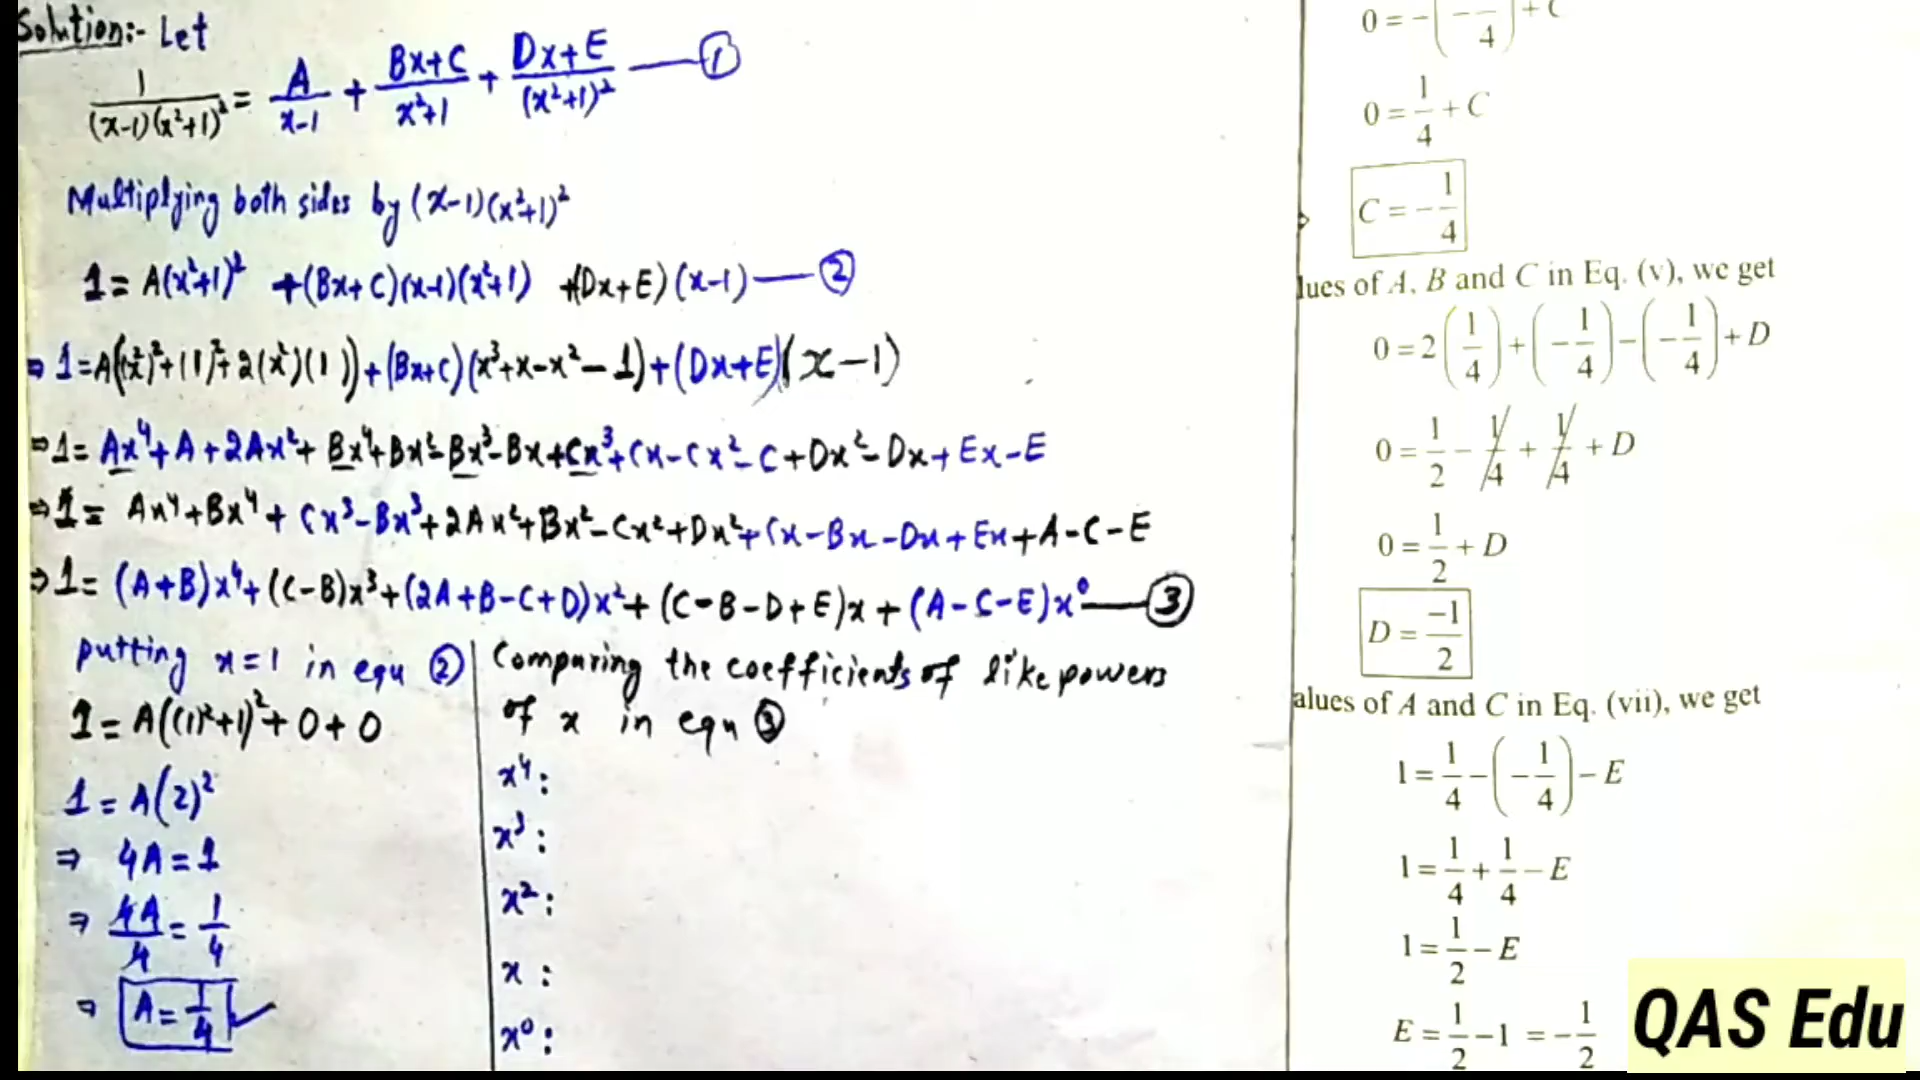 Solution:- Let
1/((x-1)(x²+1)²) = A/(x-1) + (Bx+C)/(x²+1) + (Dx+E)/(x²+1)² —— ①
Multiplying both sides by (x-1)(x²+1)²
1 = A(x²+1)² + (Bx+C)(x-1)(x²+1) + (Dx+E)(x-1) —— ②
⇒ 1 = A((x²)²+(1)²+2(x²)(1)) + (Bx+C)(x³+x-x²-1) + (Dx+E)(x-1)
⇒ 1 = Ax⁴+A+2Ax²+Bx⁴+Bx²-Bx³-Bx+Cx³+Cx-Cx²-C+Dx²-Dx+Ex-E
⇒ 1 = Ax⁴+Bx⁴+Cx³-Bx³+2Ax²+Bx²-Cx²+Dx²+Cx-Bx-Dx+Ex+A-C-E
⇒ 1 = (A+B)x⁴+(C-B)x³+(2A+B-C+D)x²+(C-B-D+E)x+(A-C-E)x⁰ —— ③
putting x=1 in equ ②
1 = A((1)²+1)²+0+0
1 = A(2)²
⇒ 4A = 1
⇒ 4A/4 = 1/4
⇒ A = 1/4 ✓
Comparing the coefficients of like powers
of x in equ ③
x⁴:
x³:
x²:
x :
x⁰:
0 = 1/4 + C
C = -1/4
lues of A, B and C in Eq. (v), we get
0 = 2(1/4) + (-1/4) - (-1/4) + D
0 = 1/2 - 1/4 + 1/4 + D
0 = 1/2 + D
D = -1/2
alues of A and C in Eq. (vii), we get
1 = 1/4 - (-1/4) - E
1 = 1/4 + 1/4 - E
1 = 1/2 - E
E = 1/2 - 1 = -1/2
QAS Edu